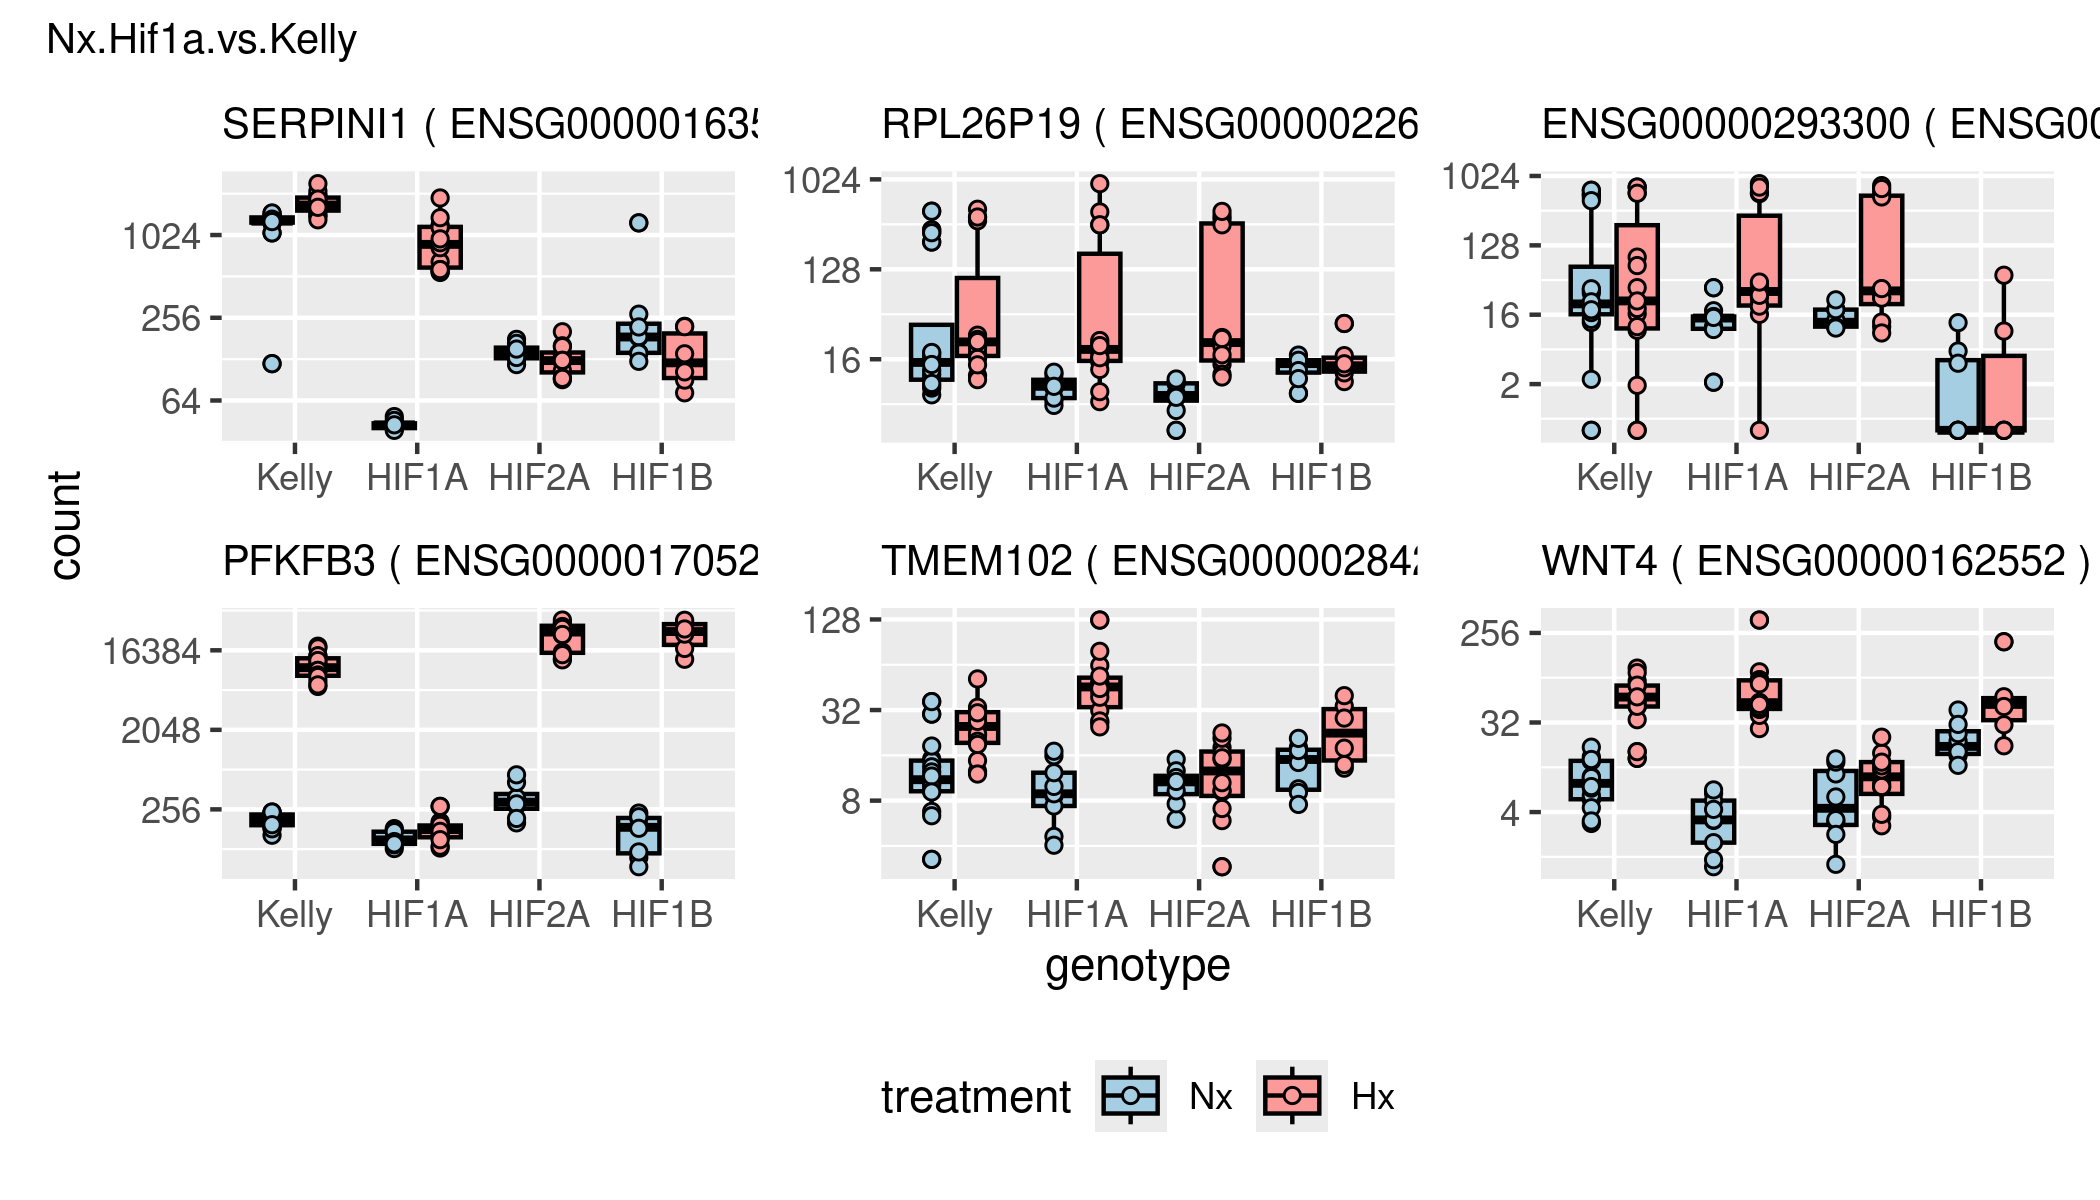 Nx.Hif1a.vs.Kelly
SERPINI1 ( ENSG00000163
RPL26P19 ( ENSG00000226
ENSG00000293300 ( ENSG00
1024
256
64
1024
128
16
1024
128
16
2
Kelly HIF1A HIF2A HIF1B
Kelly HIF1A HIF2A HIF1B
Kelly HIF1A HIF2A HIF1B
count
PFKFB3 ( ENSG0000017052
TMEM102 ( ENSG00000284
WNT4 ( ENSG00000162552 )
16384
2048
256
128
32
8
256
32
4
Kelly HIF1A HIF2A HIF1B
Kelly HIF1A HIF2A HIF1B
Kelly HIF1A HIF2A HIF1B
genotype
treatment Nx Hx